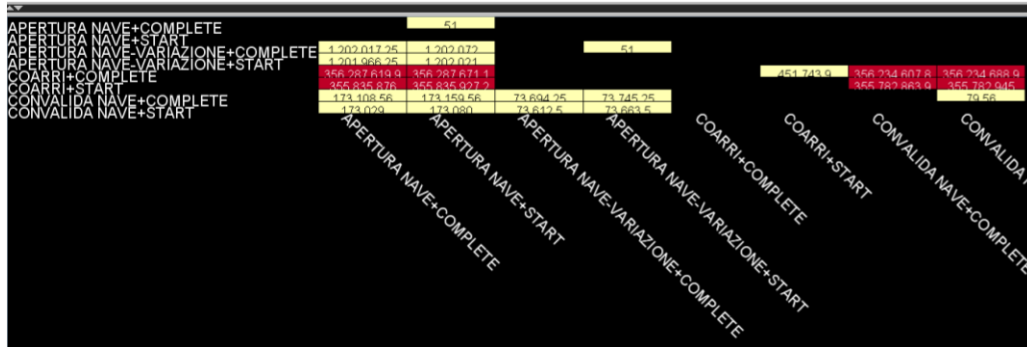 APERTURA NAVE+COMPLETE 51
APERTURA NAVE+START
APERTURA NAVE-VARIAZIONE+COMPLETE 1.202.017,25 1.202.072 51
APERTURA NAVE-VARIAZIONE+START 1.201.966,25 1.202.021
COARRI+COMPLETE 356.287.619,9 356.287.671,1 451.743,9 356.234.607,8 356.234.688,9
COARRI+START 355.835.876 355.835.927,2 355.782.863,9 355.782.945
CONVALIDA NAVE+COMPLETE 173.108,56 173.159,56 73.694,25 73.745,25 79,56
CONVALIDA NAVE+START 173.029 173.080 73.612,5 73.663,5
APERTURA NAVE+COMPLETE
APERTURA NAVE+START
APERTURA NAVE-VARIAZIONE+COMPLETE
APERTURA NAVE-VARIAZIONE+START
COARRI+COMPLETE
COARRI+START
CONVALIDA NAVE+COMPLETE
CONVALIDA